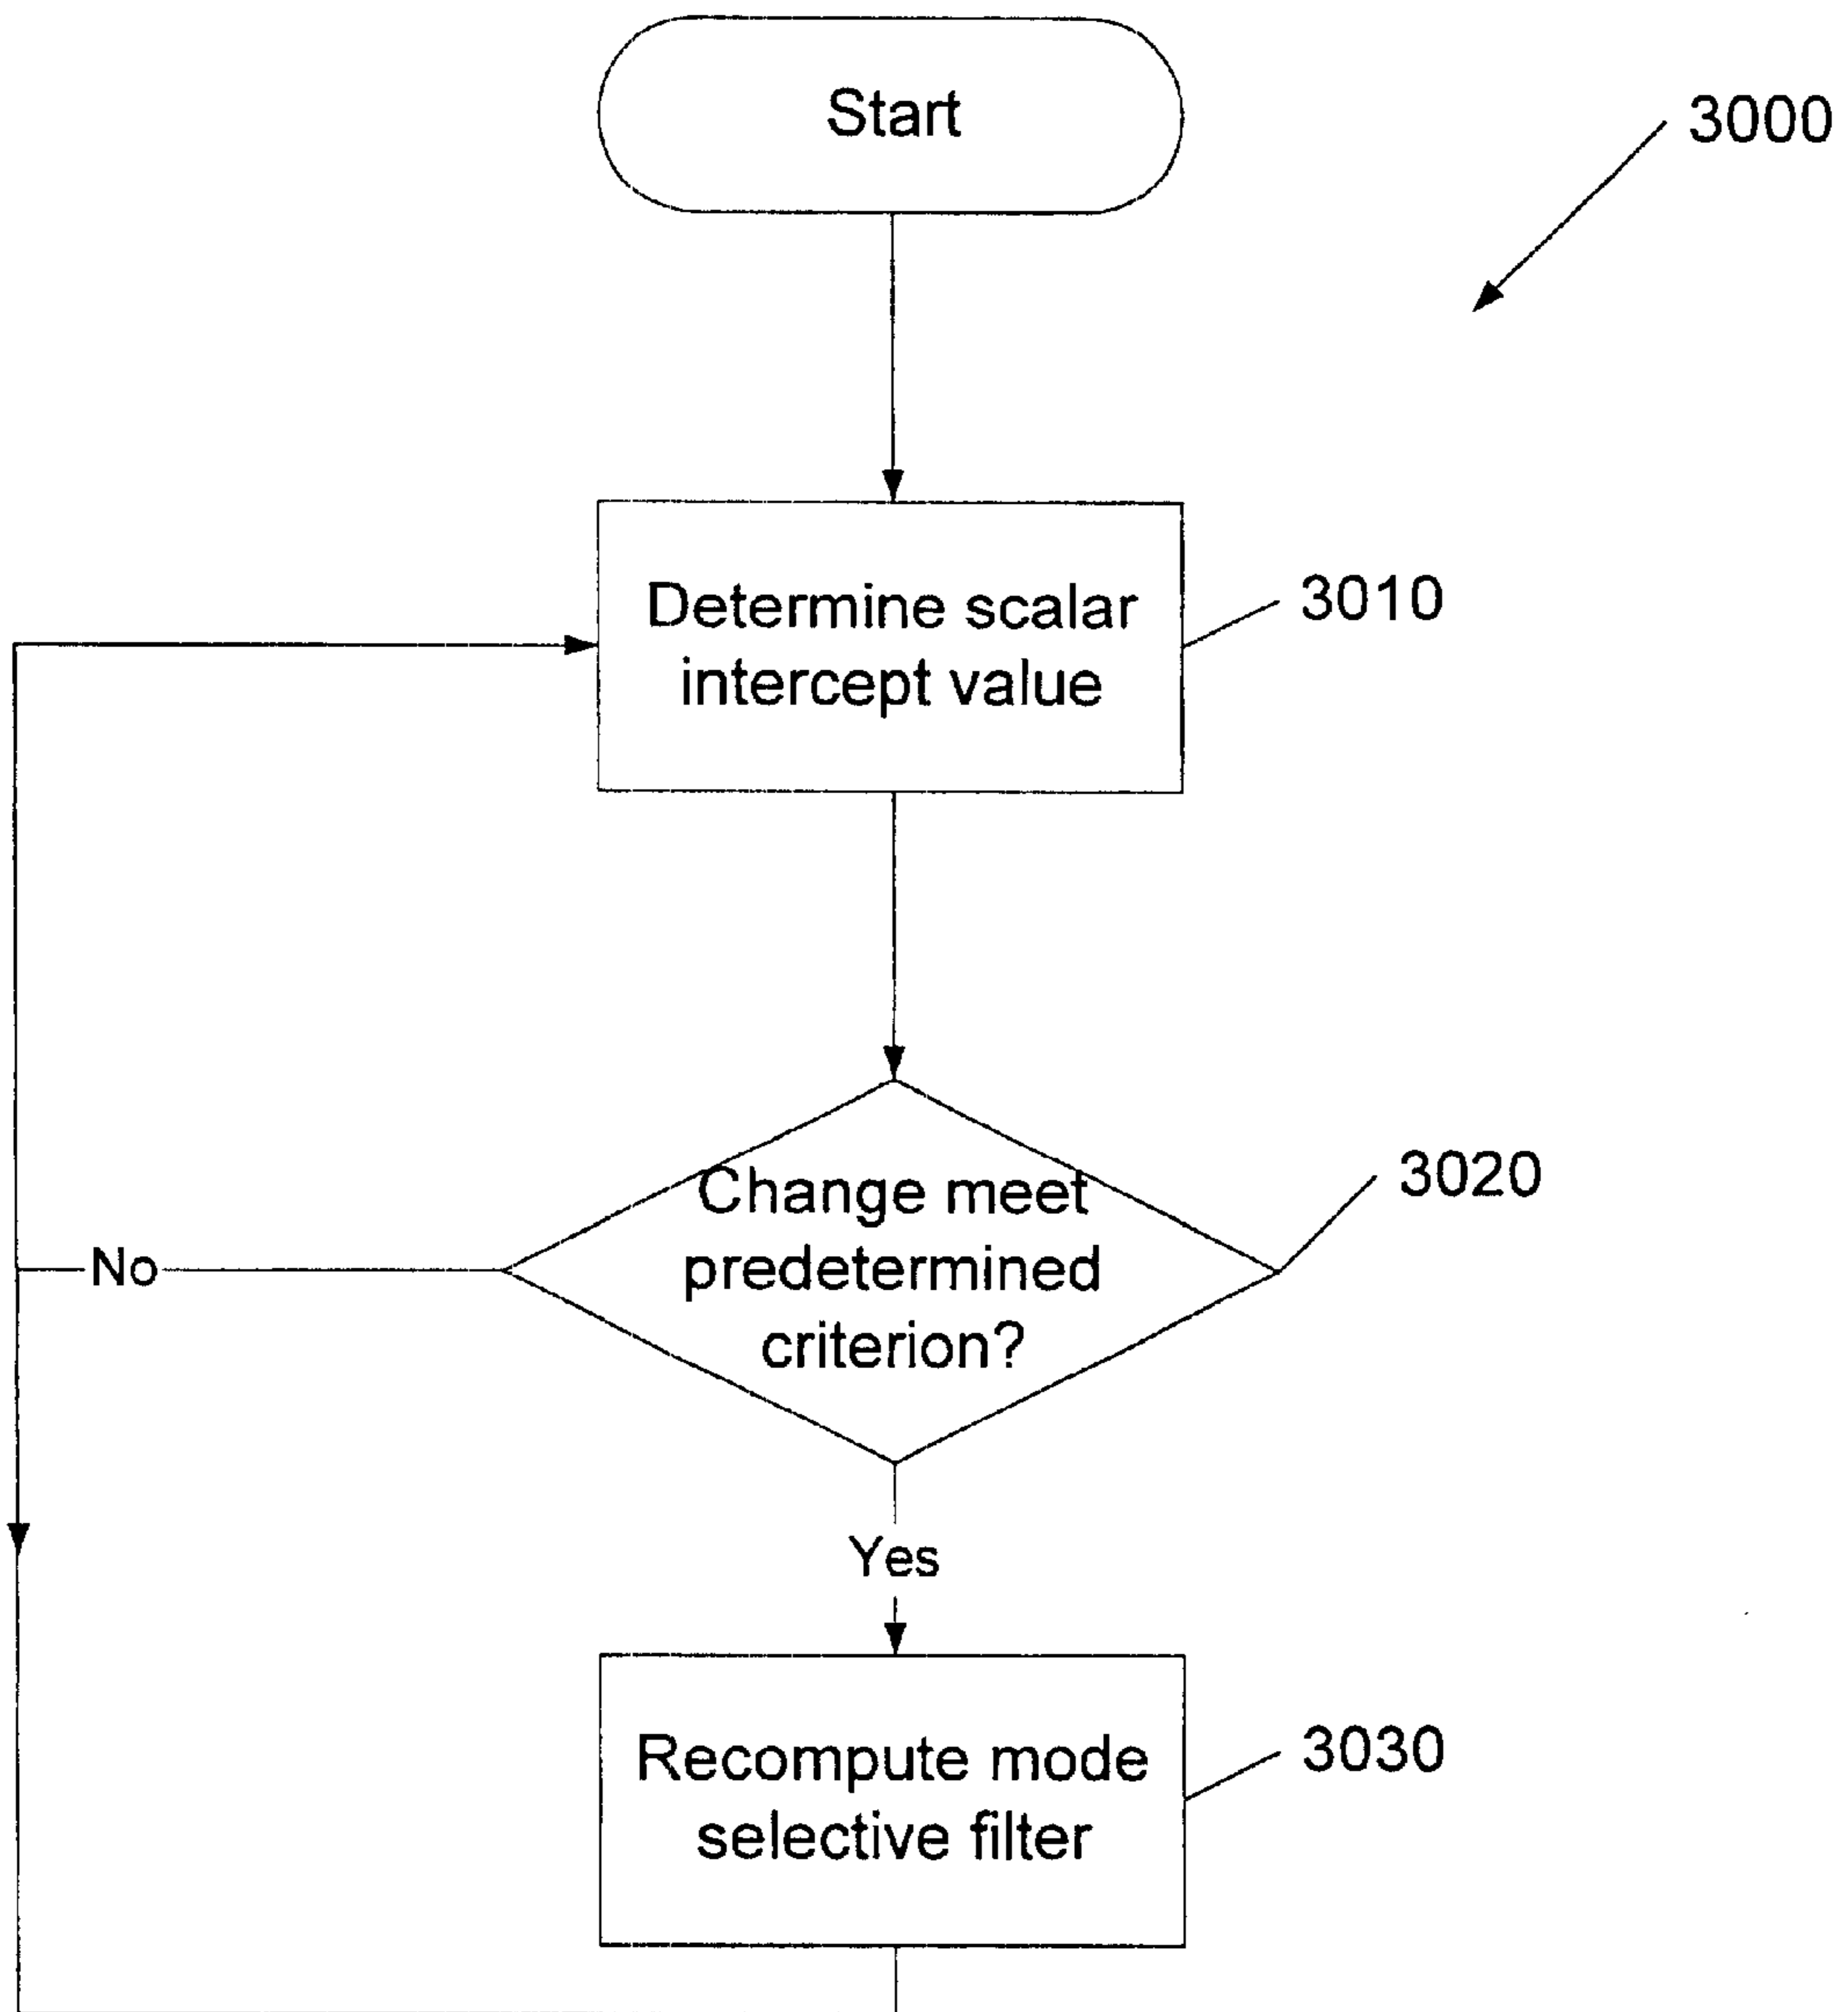 Start
3000
Determine scalar
intercept value
3010
Change meet
predetermined
criterion?
3020
No
Yes
Recompute mode
selective filter
3030